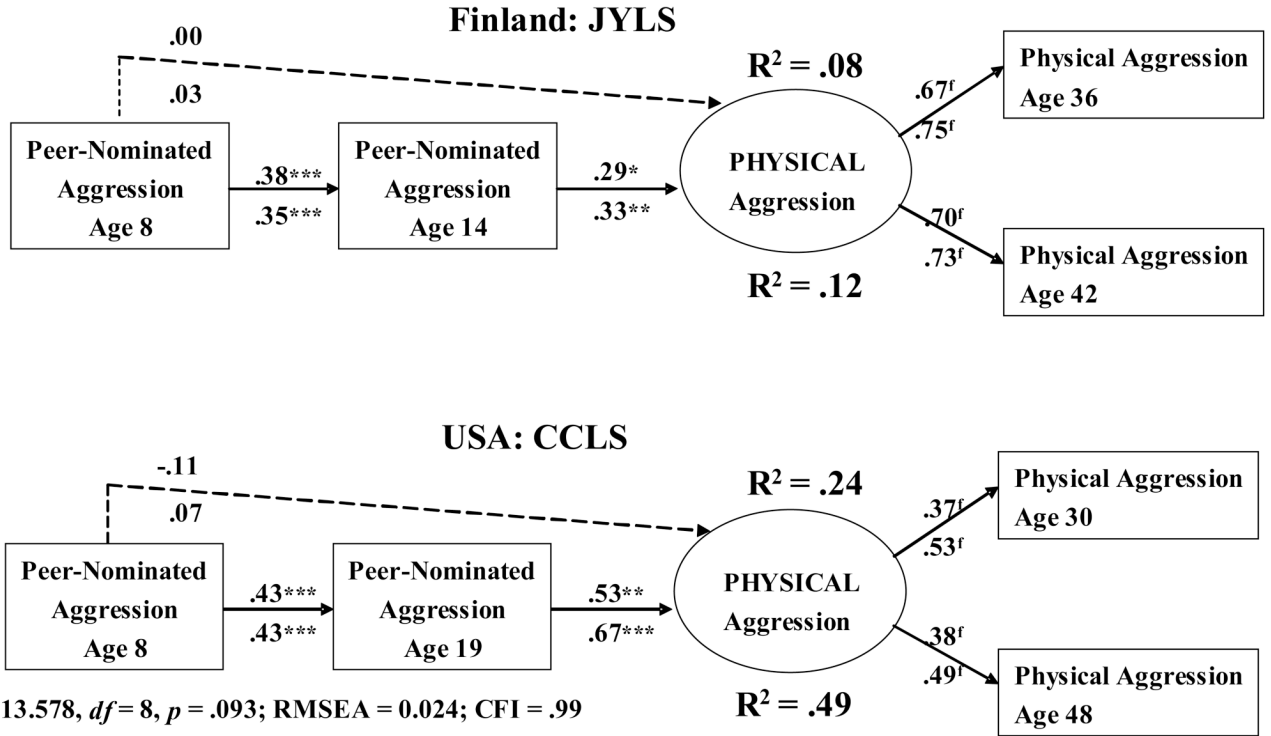 Finland: JYLS
.00
.03
R² = .08
Peer-Nominated
Aggression
Age 8
.38***
.35***
Peer-Nominated
Aggression
Age 14
.29*
.33**
PHYSICAL
Aggression
R² = .12
.67ᶠ
.75ᶠ
Physical Aggression
Age 36
.70ᶠ
.73ᶠ
Physical Aggression
Age 42
USA: CCLS
-.11
.07
R² = .24
Peer-Nominated
Aggression
Age 8
.43***
.43***
Peer-Nominated
Aggression
Age 19
.53**
.67***
PHYSICAL
Aggression
R² = .49
.37ᶠ
.53ᶠ
Physical Aggression
Age 30
.38ᶠ
.49ᶠ
Physical Aggression
Age 48
13.578, df = 8, p = .093; RMSEA = 0.024; CFI = .99